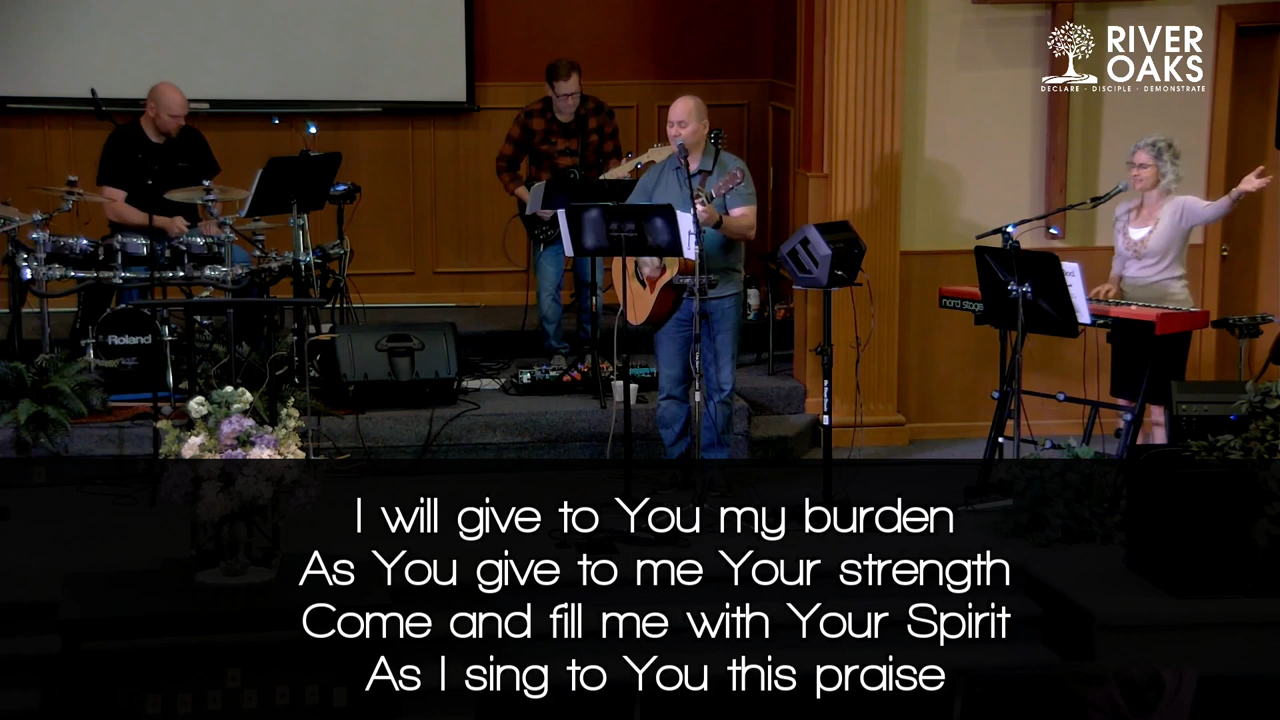 RIVER
OAKS
DECLARE · DISCIPLE · DEMONSTRATE
Roland
nord stage
I will give to You my burden
As You give to me Your strength
Come and fill me with Your Spirit
As I sing to You this praise